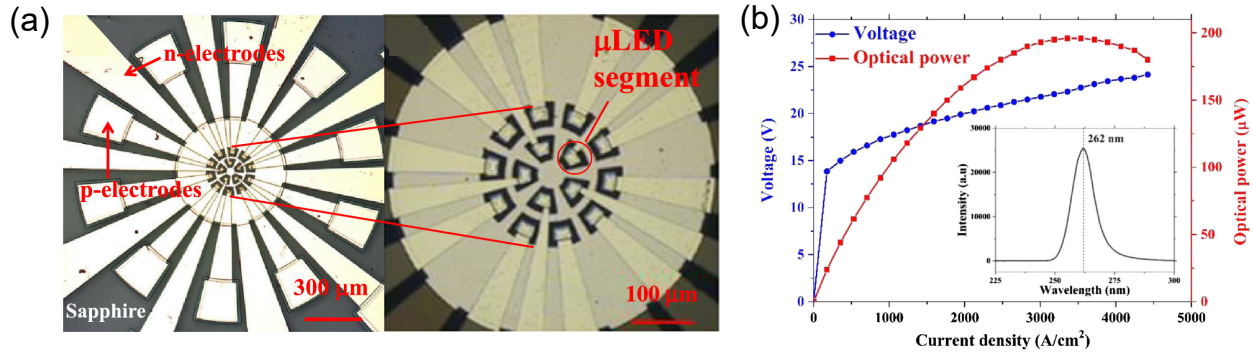 (a)
n-electrodes
p-electrodes
300 μm
Sapphire
μLED
segment
100 μm
(b)
Voltage (V)
30
25
20
15
10
5
0
Voltage
Optical power
200
150
100
50
0
Optical power (μW)
0 1000 2000 3000 4000 5000
Current density (A/cm²)
Intensity (a.u)
30000
20000
10000
0
262 nm
225 250 275 300
Wavelength (nm)